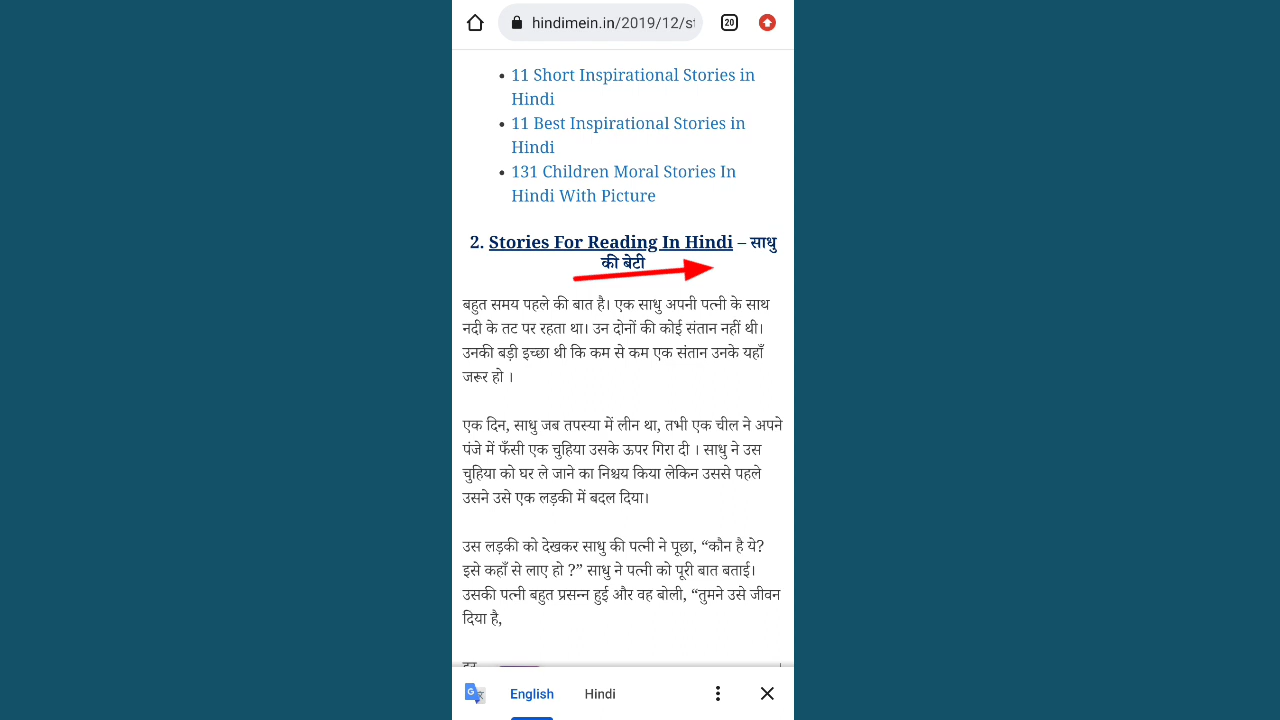 hindimein.in/2019/12/st
20
11 Short Inspirational Stories in
Hindi
11 Best Inspirational Stories in
Hindi
131 Children Moral Stories In
Hindi With Picture
2. Stories For Reading In Hindi – साधु
की बेटी
बहुत समय पहले की बात है। एक साधु अपनी पत्नी के साथ
नदी के तट पर रहता था। उन दोनों की कोई संतान नहीं थी।
उनकी बड़ी इच्छा थी कि कम से कम एक संतान उनके यहाँ
जरूर हो ।
एक दिन, साधु जब तपस्या में लीन था, तभी एक चील ने अपने
पंजे में फँसी एक चुहिया उसके ऊपर गिरा दी । साधु ने उस
चुहिया को घर ले जाने का निश्चय किया लेकिन उससे पहले
उसने उसे एक लड़की में बदल दिया।
उस लड़की को देखकर साधु की पत्नी ने पूछा, “कौन है ये?
इसे कहाँ से लाए हो ?” साधु ने पत्नी को पूरी बात बताई।
उसकी पत्नी बहुत प्रसन्न हुई और वह बोली, “तुमने उसे जीवन
दिया है,
English Hindi